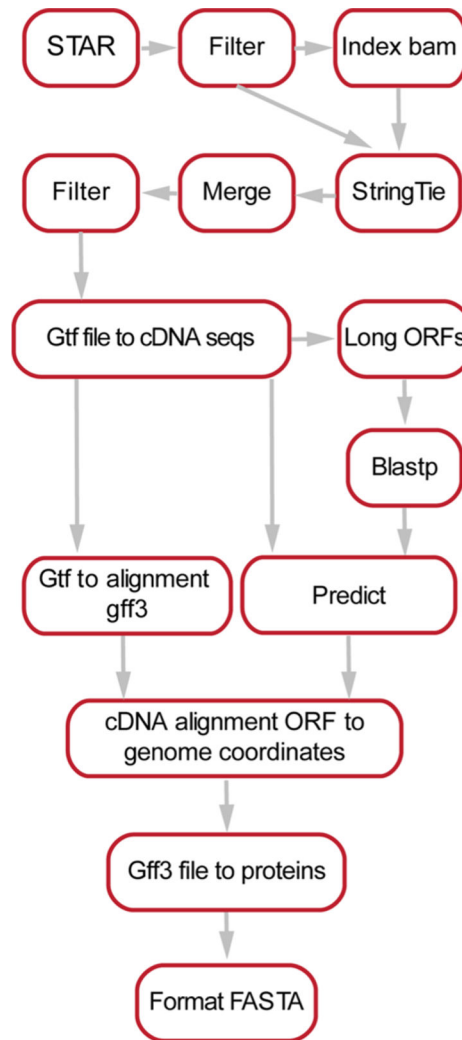 STAR
Filter
Index bam
Filter
Merge
StringTie
Gtf file to cDNA seqs
Long ORFs
Blastp
Gtf to alignment
gff3
Predict
cDNA alignment ORF to
genome coordinates
Gff3 file to proteins
Format FASTA